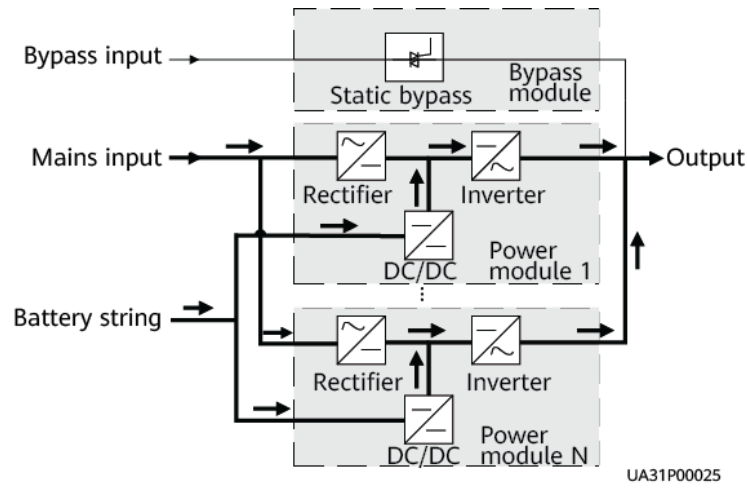 Bypass input
Static bypass
Bypass
module
Mains input
Rectifier
Inverter
Output
DC/DC
Power
module 1
Battery string
Rectifier
Inverter
DC/DC
Power
module N
UA31P00025